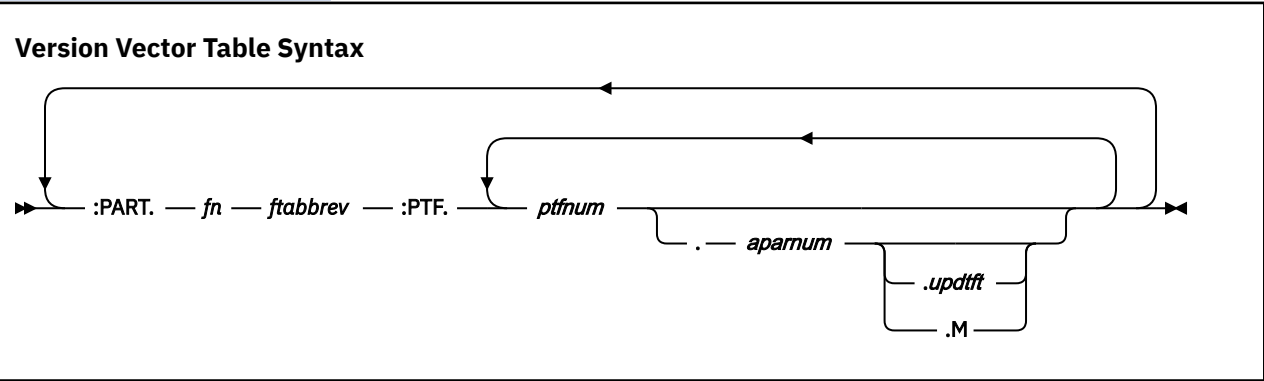 Version Vector Table Syntax
:PART. fn ftabbrev :PTF. ptfnum
. aparnum
.updtft
.M